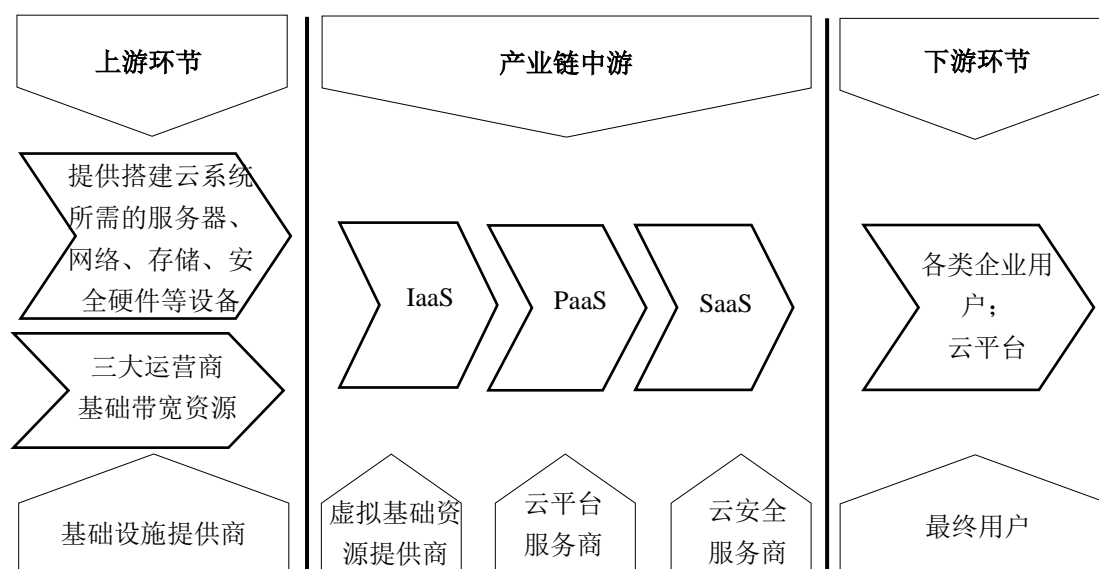 上游环节
产业链中游
下游环节
提供搭建云系统
所需的服务器、
网络、存储、安
全硬件等设备
三大运营商
基础带宽资源
IaaS
PaaS
SaaS
各类企业用
户；
云平台
基础设施提供商
虚拟基础资
源提供商
云平台
服务商
云安全
服务商
最终用户